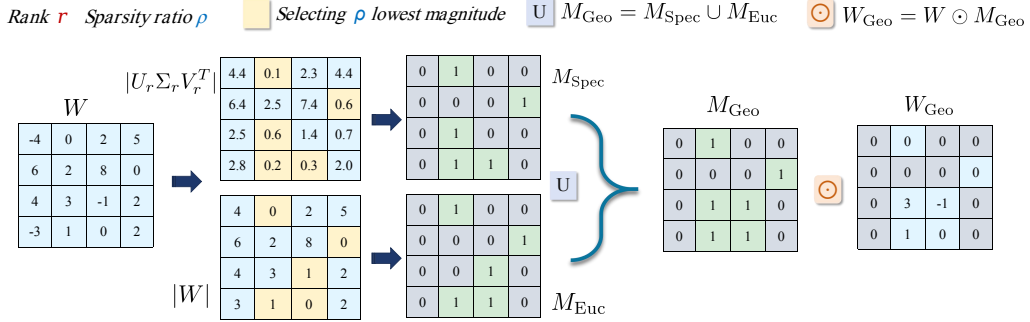 Rank r Sparsity ratio ρ Selecting ρ lowest magnitude U M_Geo = M_Spec ∪ M_Euc ⊙ W_Geo = W ⊙ M_Geo
|U_r Σ_r V_r^T|
4.4 0.1 2.3 4.4
6.4 2.5 7.4 0.6
2.5 0.6 1.4 0.7
2.8 0.2 0.3 2.0
0 1 0 0
0 0 0 1
0 1 0 0
0 1 1 0
M_Spec
W
-4 0 2 5
6 2 8 0
4 3 -1 2
-3 1 0 2
|W|
4 0 2 5
6 2 8 0
4 3 1 2
3 1 0 2
0 1 0 0
0 0 0 1
0 0 1 0
0 1 1 0
M_Euc
U
M_Geo
0 1 0 0
0 0 0 1
0 1 1 0
0 1 1 0
⊙
W_Geo
0 0 0 0
0 0 0 0
0 3 -1 0
0 1 0 0